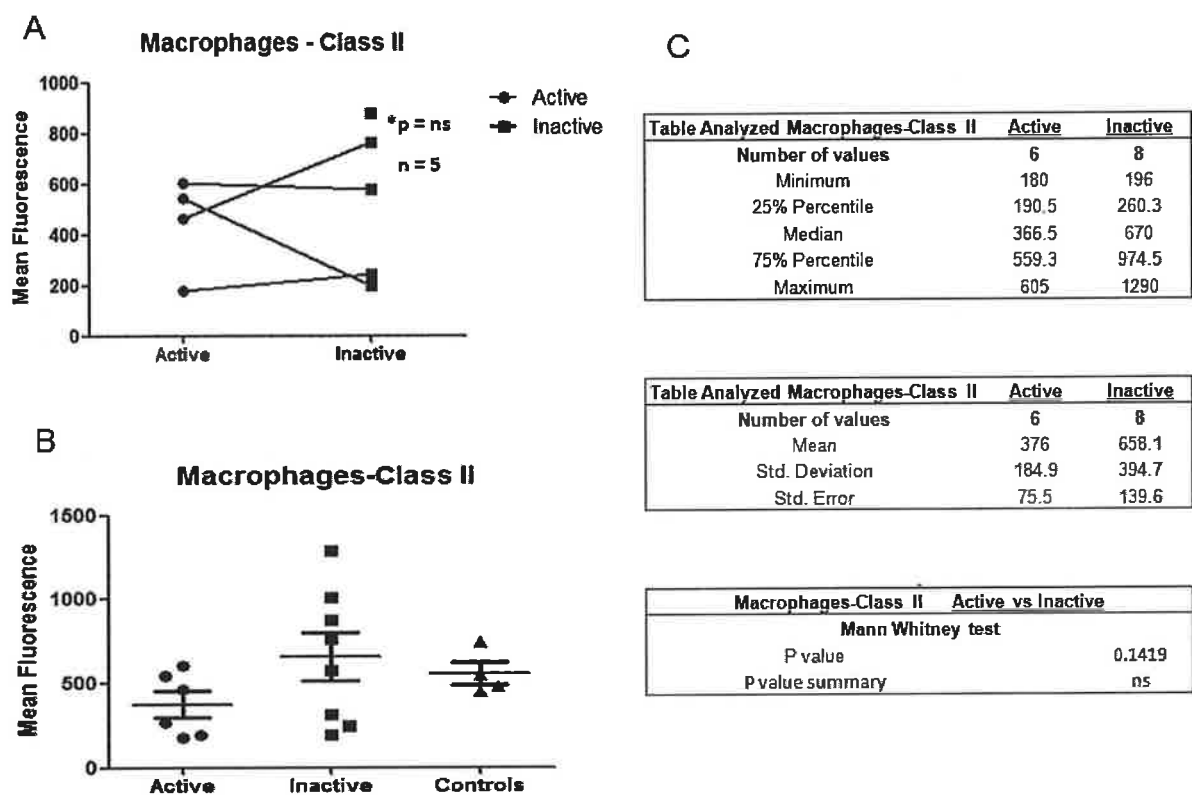 A
Macrophages - Class II
1000
800
600
400
200
0
Mean Fluorescence
Active
Inactive
*p = ns
n = 5
Active
Inactive
B
Macrophages-Class Ii
1500
1000
500
0
Mean Fluorescence
Active
Inactive
Controls
C
Table Analyzed Macrophages-Class II Active Inactive
Number of values 6 8
Minimum 180 196
25% Percentile 190.5 260.3
Median 366.5 670
75% Percentile 559.3 974.5
Maximum 605 1290
Table Analyzed Macrophages-Class II Active Inactive
Number of values 6 8
Mean 376 658.1
Std. Deviation 184.9 394.7
Std. Error 75.5 139.6
Macrophages-Class II Active vs Inactive
Mann Whitney test
P value 0.1419
P value summary ns